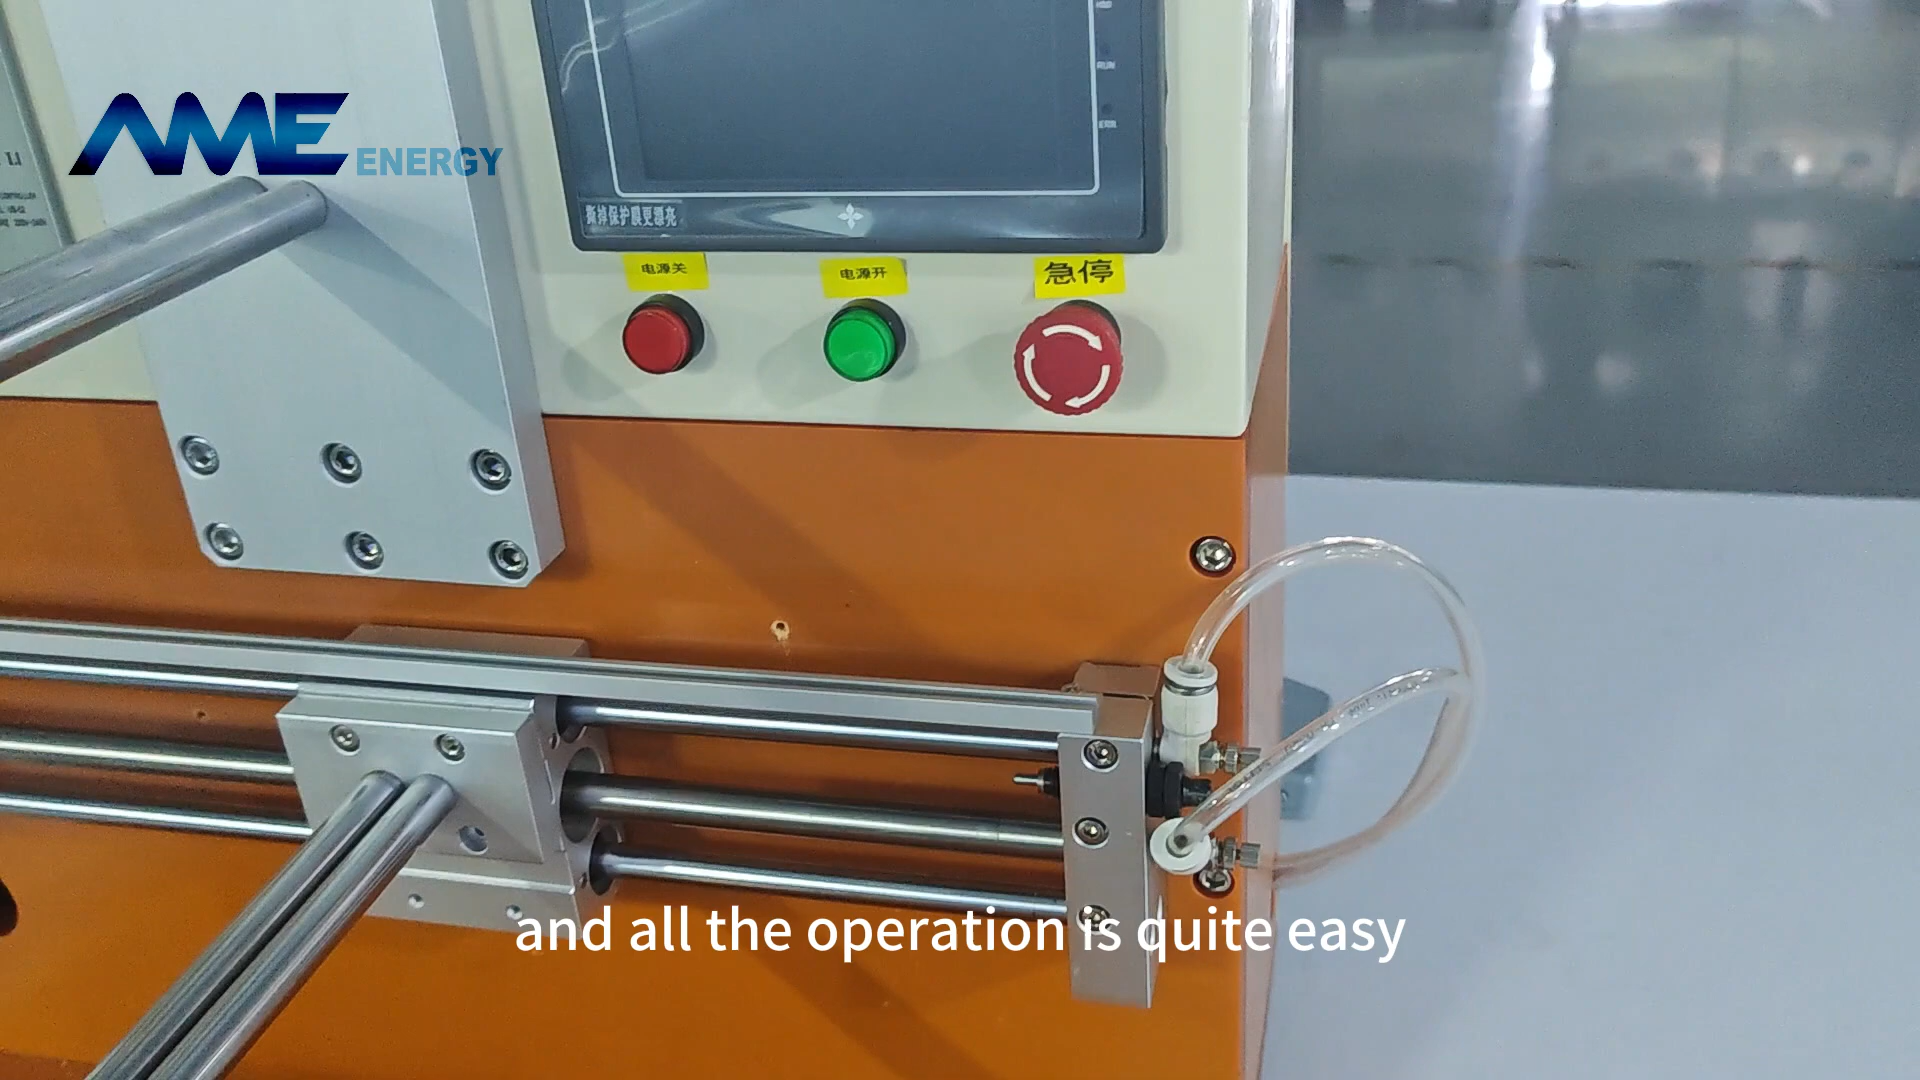 AME ENERGY
RUN
撕掉保护膜更漂亮
电源关
电源开
急停
and all the operation is quite easy